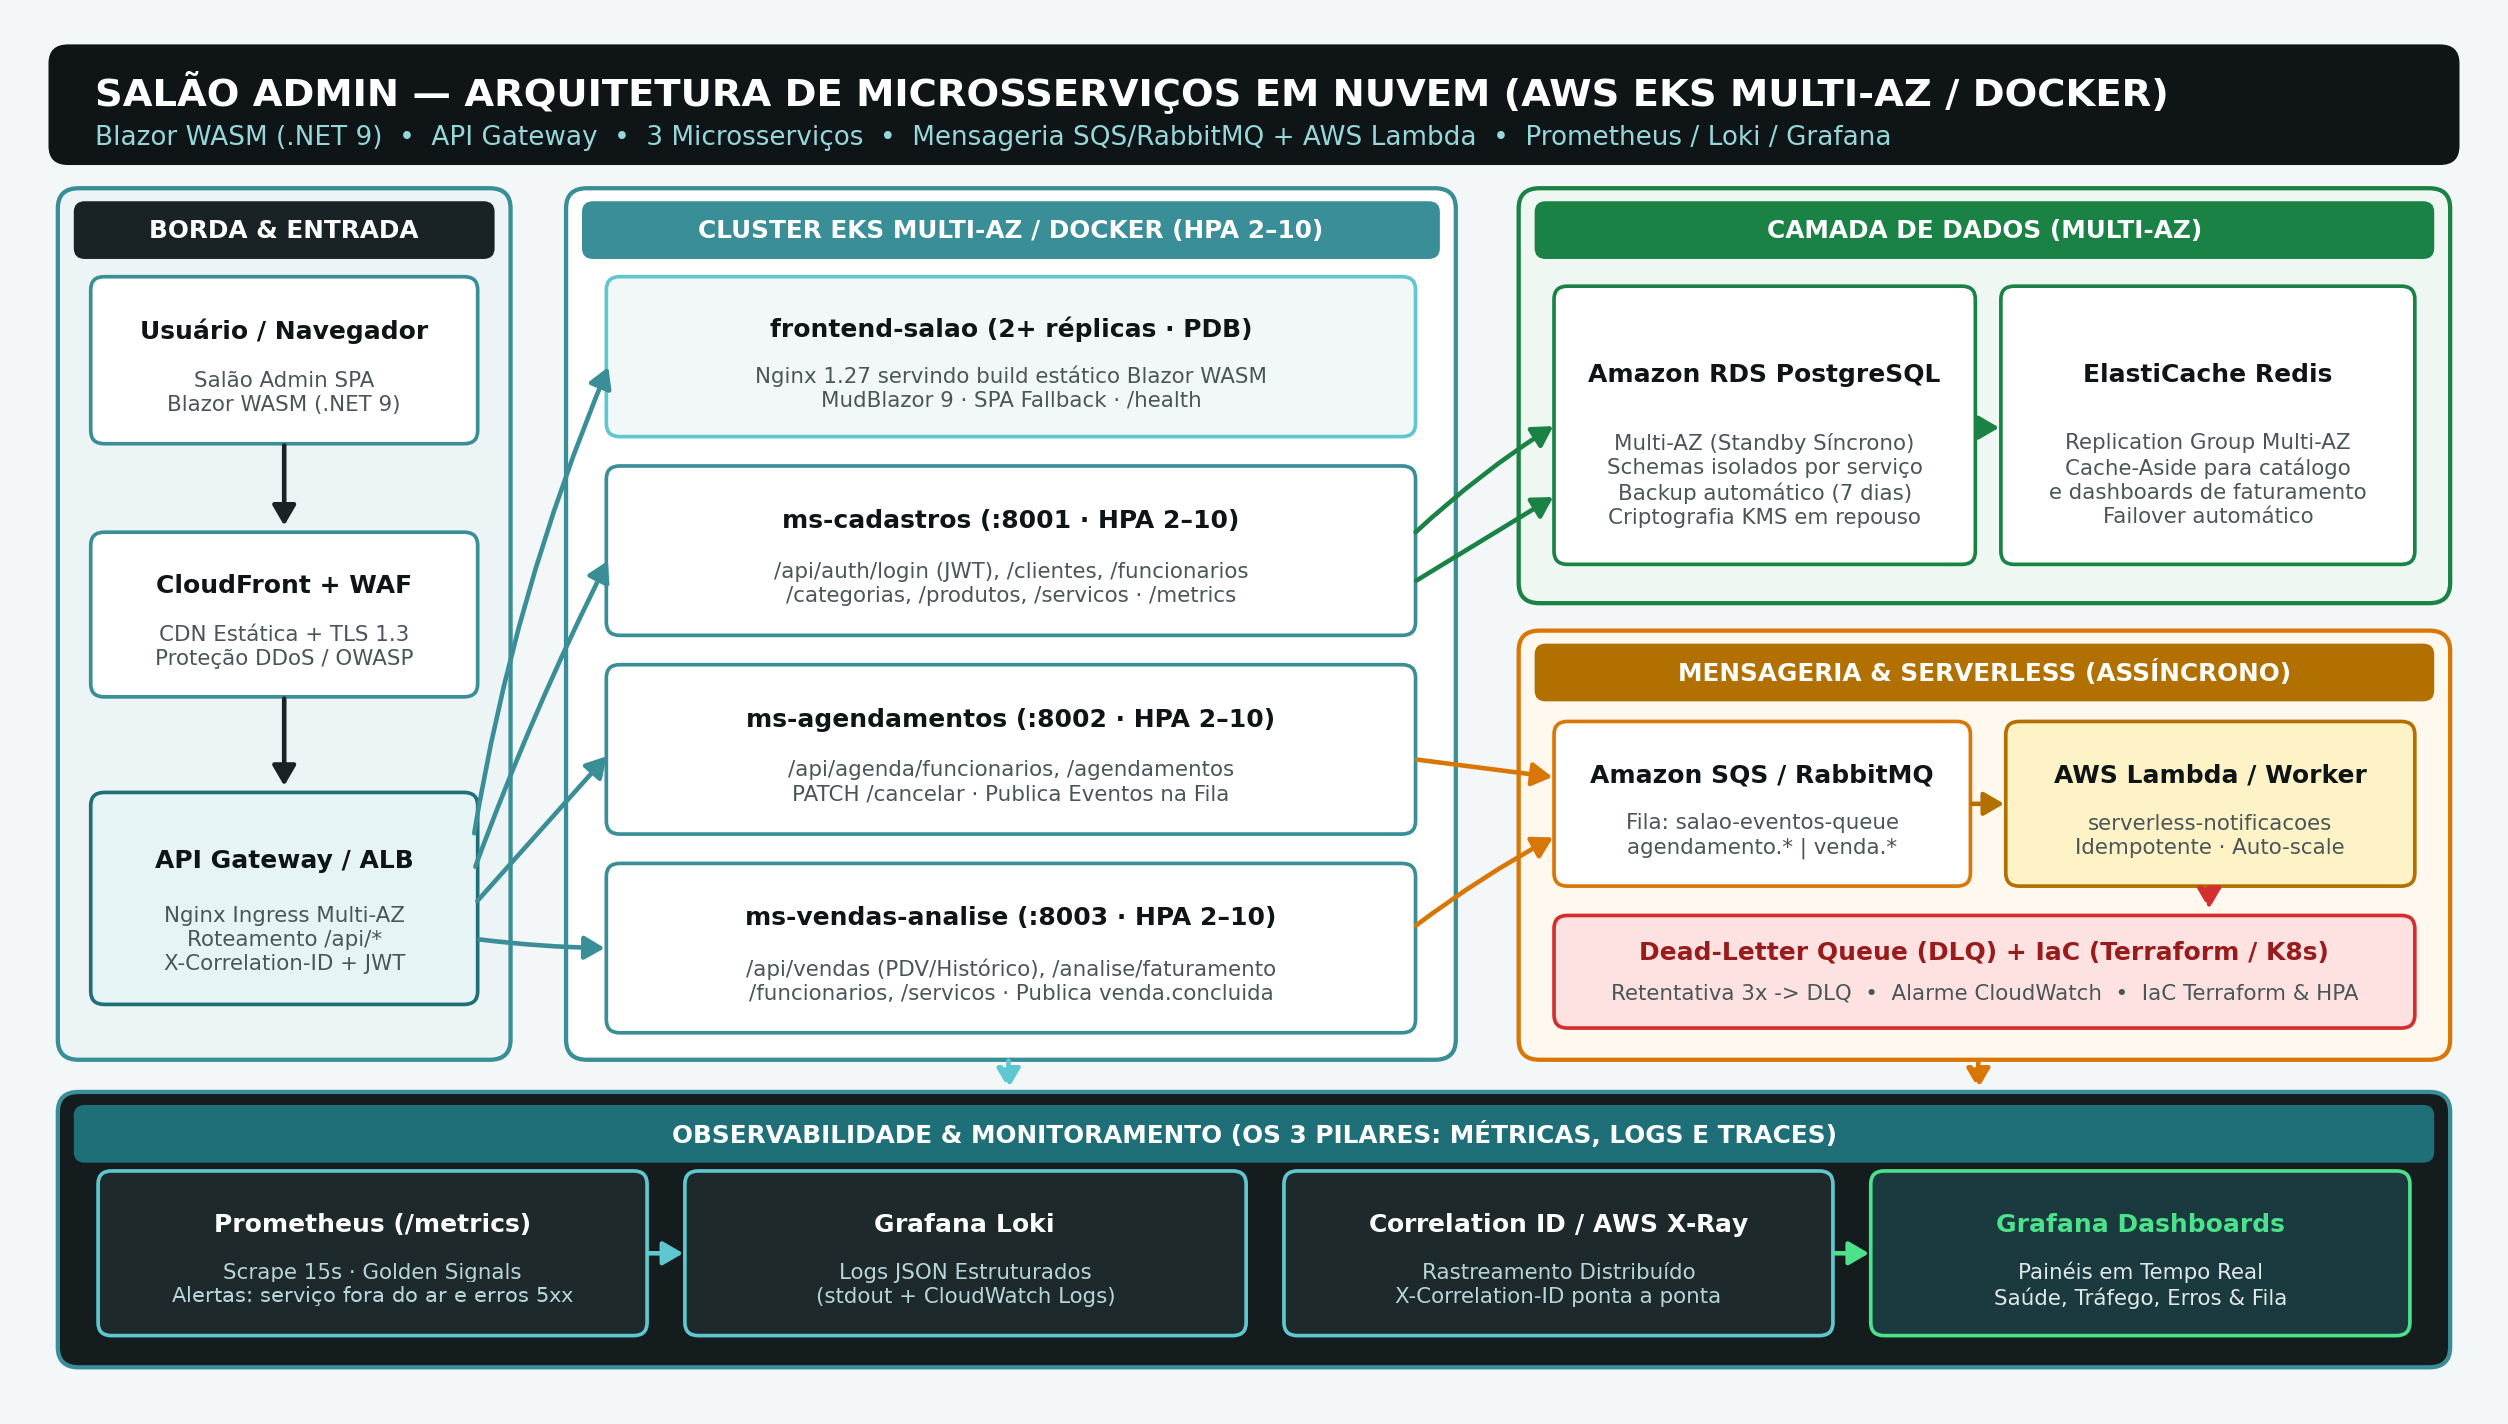 SALÃO ADMIN — ARQUITETURA DE MICROSSERVIÇOS EM NUVEM (AWS EKS MULTI-AZ / DOCKER)
Blazor WASM (.NET 9) • API Gateway • 3 Microsserviços • Mensageria SQS/RabbitMQ + AWS Lambda • Prometheus / Loki / Grafana
BORDA & ENTRADA
Usuário / Navegador
Salão Admin SPA
Blazor WASM (.NET 9)
CloudFront + WAF
CDN Estática + TLS 1.3
Proteção DDoS / OWASP
API Gateway / ALB
Nginx Ingress Multi-AZ
Roteamento /api/*
X-Correlation-ID + JWT
CLUSTER EKS MULTI-AZ / DOCKER (HPA 2–10)
frontend-salao (2+ réplicas · PDB)
Nginx 1.27 servindo build estático Blazor WASM
MudBlazor 9 · SPA Fallback · /health
ms-cadastros (:8001 · HPA 2–10)
/api/auth/login (JWT), /clientes, /funcionarios
/categorias, /produtos, /servicos · /metrics
ms-agendamentos (:8002 · HPA 2–10)
/api/agenda/funcionarios, /agendamentos
PATCH /cancelar · Publica Eventos na Fila
ms-vendas-analise (:8003 · HPA 2–10)
/api/vendas (PDV/Histórico), /analise/faturamento
/funcionarios, /servicos · Publica venda.concluida
CAMADA DE DADOS (MULTI-AZ)
Amazon RDS PostgreSQL
Multi-AZ (Standby Síncrono)
Schemas isolados por serviço
Backup automático (7 dias)
Criptografia KMS em repouso
ElastiCache Redis
Replication Group Multi-AZ
Cache-Aside para catálogo
e dashboards de faturamento
Failover automático
MENSAGERIA & SERVERLESS (ASSÍNCRONO)
Amazon SQS / RabbitMQ
Fila: salao-eventos-queue
agendamento.* | venda.*
AWS Lambda / Worker
serverless-notificacoes
Idempotente · Auto-scale
Dead-Letter Queue (DLQ) + IaC (Terraform / K8s)
Retentativa 3x -> DLQ • Alarme CloudWatch • IaC Terraform & HPA
OBSERVABILIDADE & MONITORAMENTO (OS 3 PILARES: MÉTRICAS, LOGS E TRACES)
Prometheus (/metrics)
Scrape 15s · Golden Signals
Alertas: serviço fora do ar e erros 5xx
Grafana Loki
Logs JSON Estruturados
(stdout + CloudWatch Logs)
Correlation ID / AWS X-Ray
Rastreamento Distribuído
X-Correlation-ID ponta a ponta
Grafana Dashboards
Painéis em Tempo Real
Saúde, Tráfego, Erros & Fila